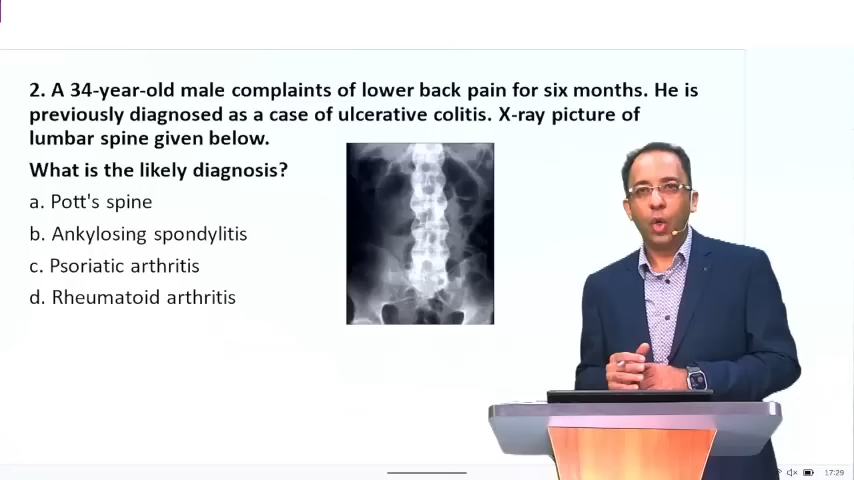 2. A 34-year-old male complaints of lower back pain for six months. He is
previously diagnosed as a case of ulcerative colitis. X-ray picture of
lumbar spine given below.
What is the likely diagnosis?
a. Pott's spine
b. Ankylosing spondylitis
c. Psoriatic arthritis
d. Rheumatoid arthritis
17:29